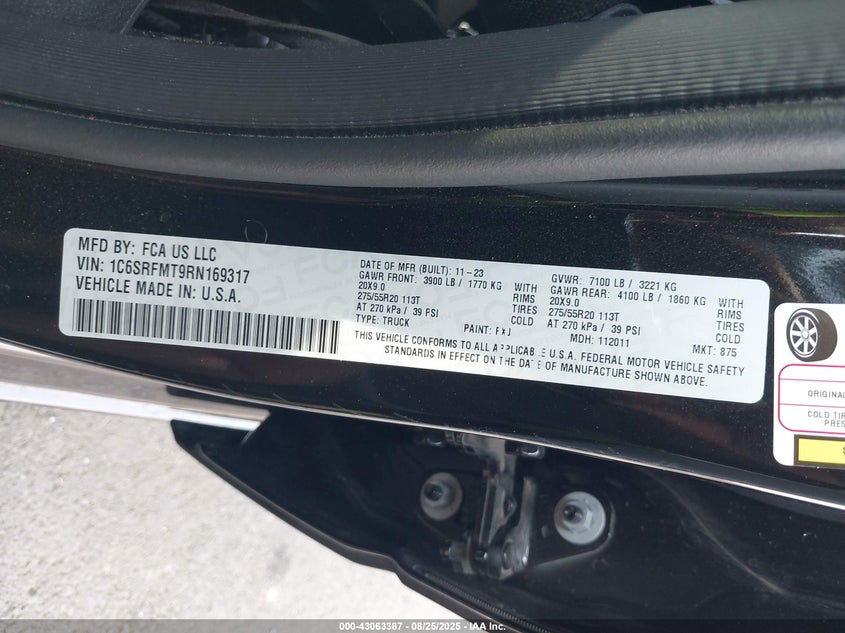 MFD BY: FCA US LLC
VIN: 1C6SRFMT9RN169317
VEHICLE MADE IN: U.S.A.
DATE OF MFR (BUILT): 11-23
GAWR FRONT: 3900 LB / 1770 KG WITH
20X9.0 RIMS
275/55R20 113T TIRES
AT 270 kPa / 39 PSI COLD
TYPE: TRUCK
PAINT: FXJ
GVWR: 7100 LB / 3221 KG
GAWR REAR: 4100 LB / 1860 KG WITH
20X9.0 RIMS
275/55R20 113T TIRES
AT 270 kPa / 39 PSI COLD
MDH: 112011 MKT: 875
THIS VEHICLE CONFORMS TO ALL APPLICABLE U.S.A. FEDERAL MOTOR VEHICLE SAFETY
STANDARDS IN EFFECT ON THE DATE OF MANUFACTURE SHOWN ABOVE.
ORIGINAL
COLD TIR
PRES
000-43063387 - 08/25/2025 - IAA Inc.